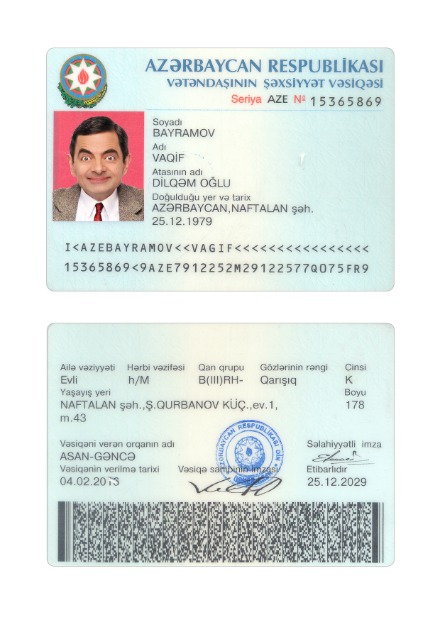 AZƏRBAYCAN RESPUBLİKASI
VƏTƏNDAŞININ ŞƏXSİYYƏT VƏSİQƏSİ
Seriya AZE № 15365869
Soyadı
BAYRAMOV
Adı
VAQİF
Atasının adı
DİLQƏM OĞLU
Doğulduğu yer və tarix
AZƏRBAYCAN,NAFTALAN şəh.
25.12.1979
I<AZEBAYRAMOV<<VAGIF<<<<<<<<<<<<<<<<<
15365869<9AZE7912252M29122577QO75FR9
Ailə vəziyyəti Hərbi vəzifəsi Qan qrupu Gözlərinin rəngi Cinsi
Evli h/M B(III)RH- Qarışıq K
Yaşayış yeri Boyu
NAFTALAN şəh.,Ş.QURBANOV KÜÇ.,ev.1, 178
m.43
Vəsiqəni verən orqanın adı Səlahiyyətli imza
ASAN-GƏNCƏ
Vəsiqənin verilmə tarixi Vəsiqə sahibinin imzası Etibarlıdır
04.02.2015 25.12.2029